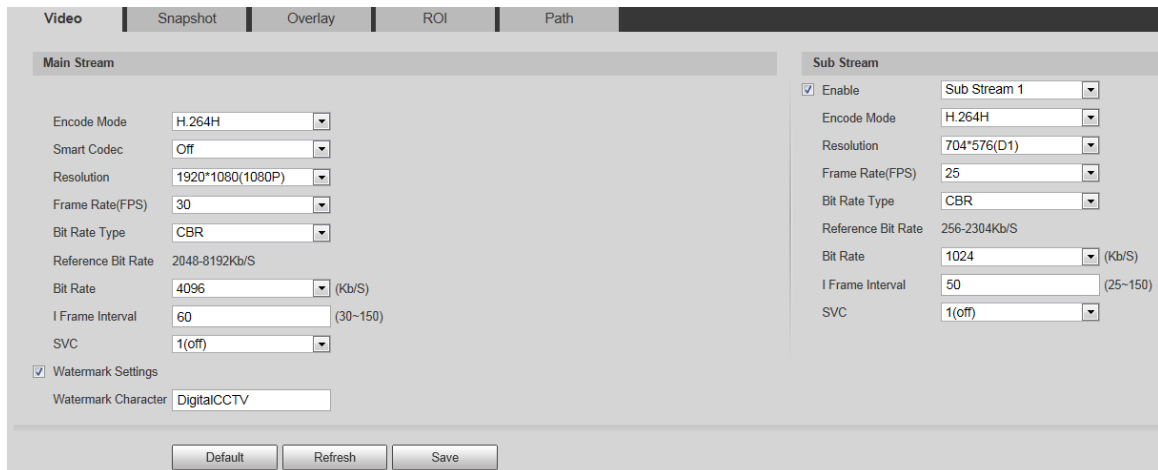 Video Snapshot Overlay ROI Path
Main Stream
Encode Mode H.264H
Smart Codec Off
Resolution 1920*1080(1080P)
Frame Rate(FPS) 30
Bit Rate Type CBR
Reference Bit Rate 2048-8192Kb/S
Bit Rate 4096 (Kb/S)
I Frame Interval 60 (30~150)
SVC 1(off)
Watermark Settings
Watermark Character DigitalCCTV
Sub Stream
Enable Sub Stream 1
Encode Mode H.264H
Resolution 704*576(D1)
Frame Rate(FPS) 25
Bit Rate Type CBR
Reference Bit Rate 256-2304Kb/S
Bit Rate 1024 (Kb/S)
I Frame Interval 50 (25~150)
SVC 1(off)
Default Refresh Save